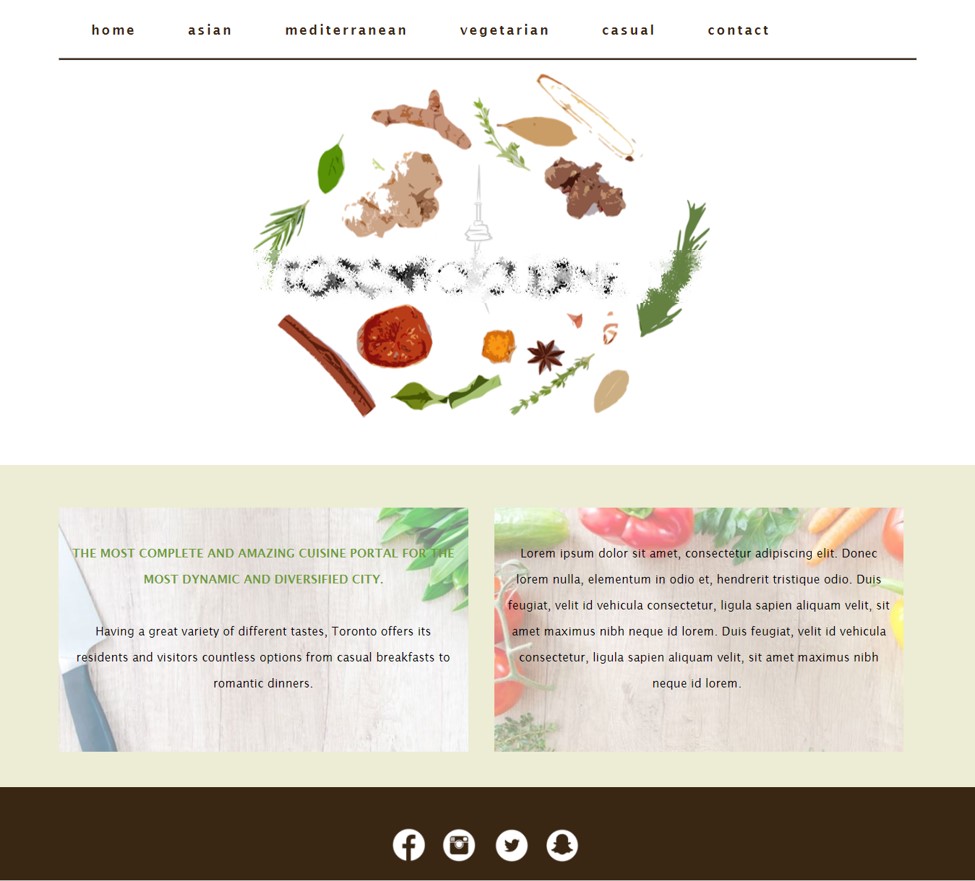 home asian mediterranean vegetarian casual contact
TORONTO CUISINE
THE MOST COMPLETE AND AMAZING CUISINE PORTAL FOR THE
MOST DYNAMIC AND DIVERSIFIED CITY.
Having a great variety of different tastes, Toronto offers its
residents and visitors countless options from casual breakfasts to
romantic dinners.
Lorem ipsum dolor sit amet, consectetur adipiscing elit. Donec
lorem nulla, elementum in odio et, hendrerit tristique odio. Duis
feugiat, velit id vehicula consectetur, ligula sapien aliquam velit, sit
amet maximus nibh neque id lorem. Duis feugiat, velit id vehicula
consectetur, ligula sapien aliquam velit, sit amet maximus nibh
neque id lorem.